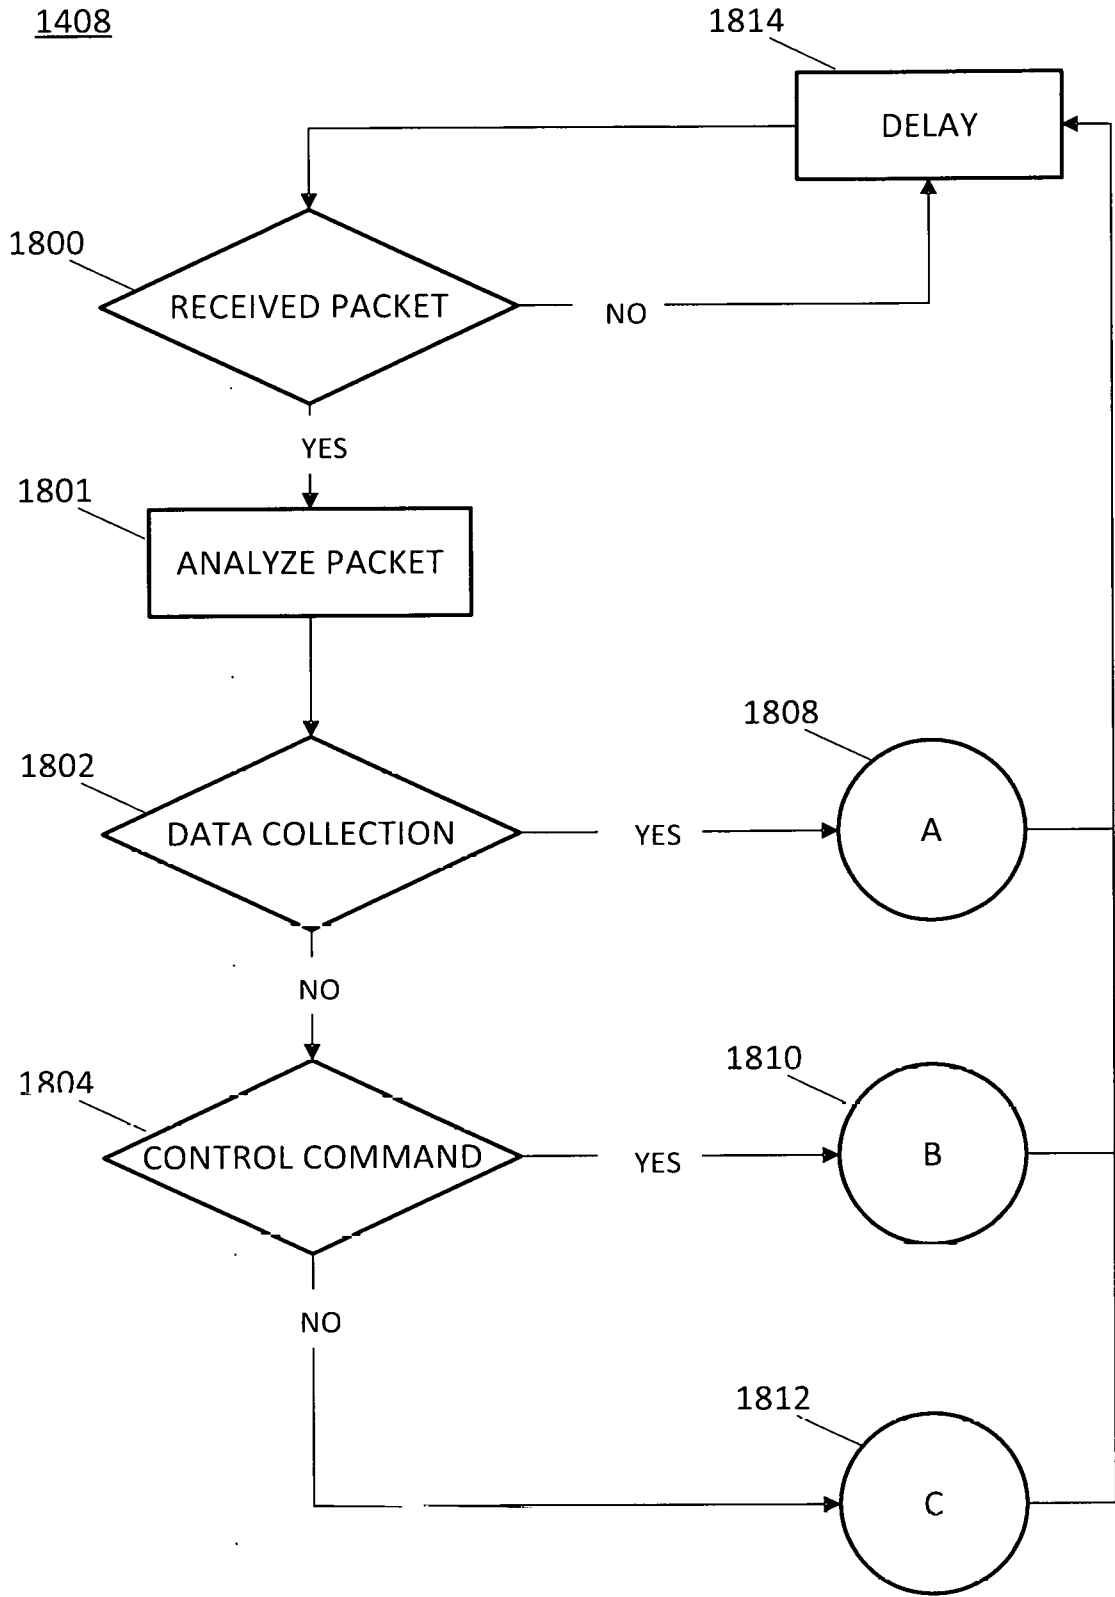 1408
1814
DELAY
1800
RECEIVED PACKET
NO
YES
1801
ANALYZE PACKET
1808
1802
DATA COLLECTION
YES
A
NO
1810
1804
CONTROL COMMAND
YES
B
NO
1812
C